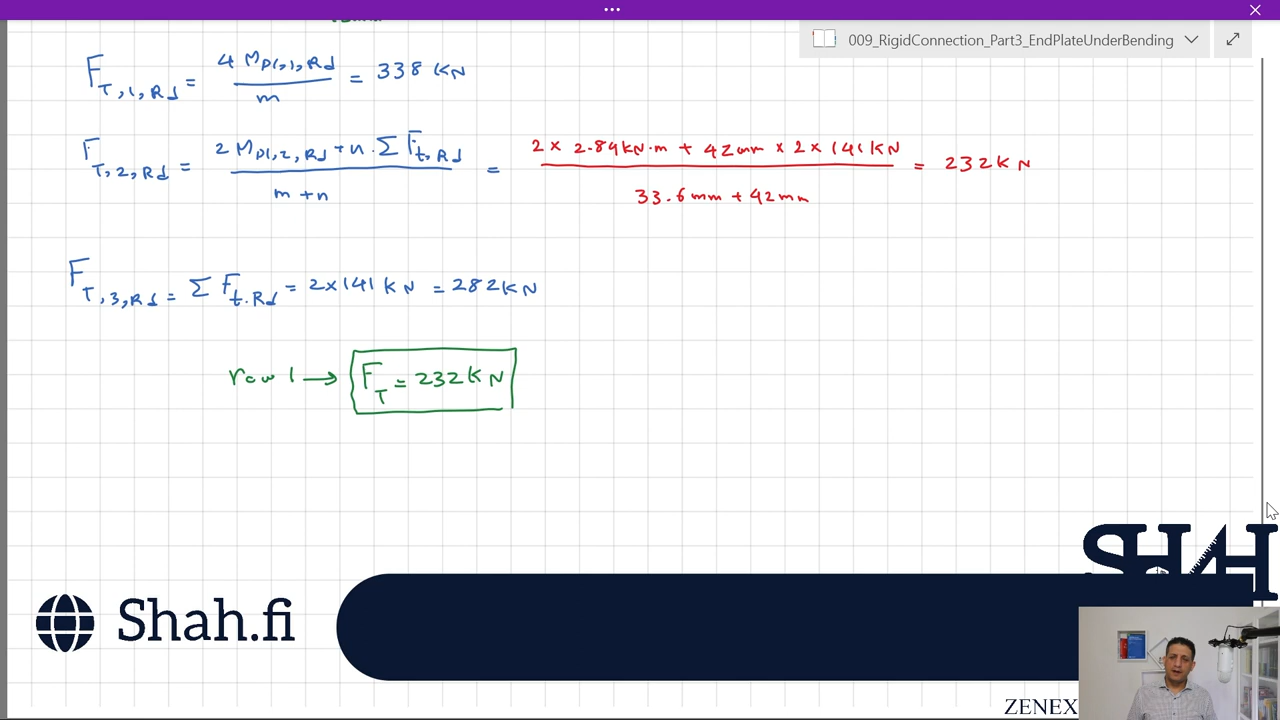 009_RigidConnection_Part3_EndPlateUnderBending
F_T,1,Rd = 4 M_pl,1,Rd / m = 338 KN
F_T,2,Rd = 2 M_pl,2,Rd + n . Σ F_t,Rd / m + n = 2 × 2.84 kN·m + 42 mm × 2 × 141 KN / 33.6 mm + 42 mm = 232 KN
F_T,3,Rd = Σ F_t.Rd = 2 × 141 KN = 282 KN
row 1 → F_T = 232 KN
SHAH
Shah.fi
ZENEX